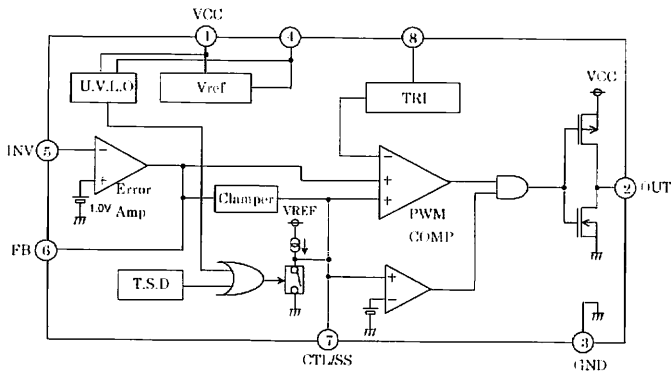 VCC
1
4
8
U.V.L.O
Vref
TRI
VCC
INV
5
−
+
Error
Amp
1.0V
−
+
+
PWM
COMP
2
OUT
Clamper
VREF
FB
6
T.S.D
+
−
7
CTL/SS
3
GND